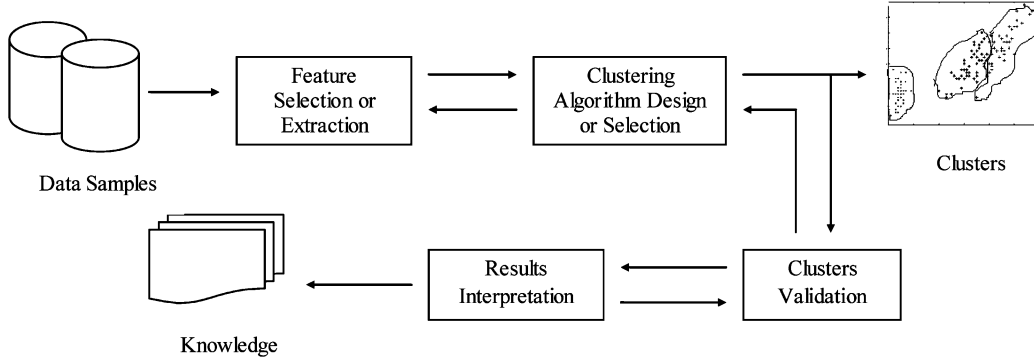 Data Samples
Feature
Selection or
Extraction
Clustering
Algorithm Design
or Selection
Clusters
Clusters
Validation
Results
Interpretation
Knowledge